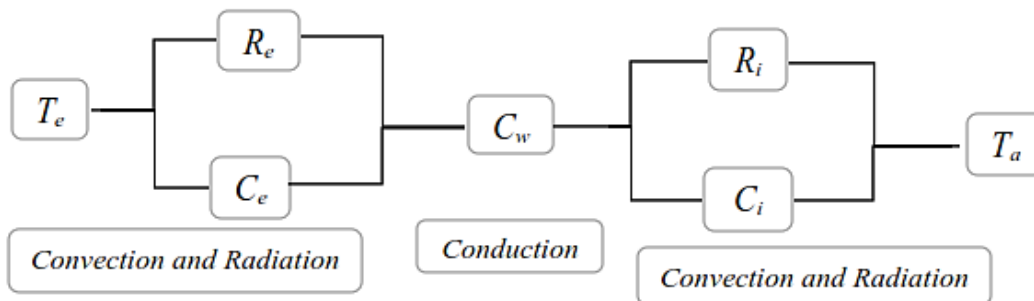 Te
Re
Ce
Cw
Ri
Ci
Ta
Convection and Radiation
Conduction
Convection and Radiation